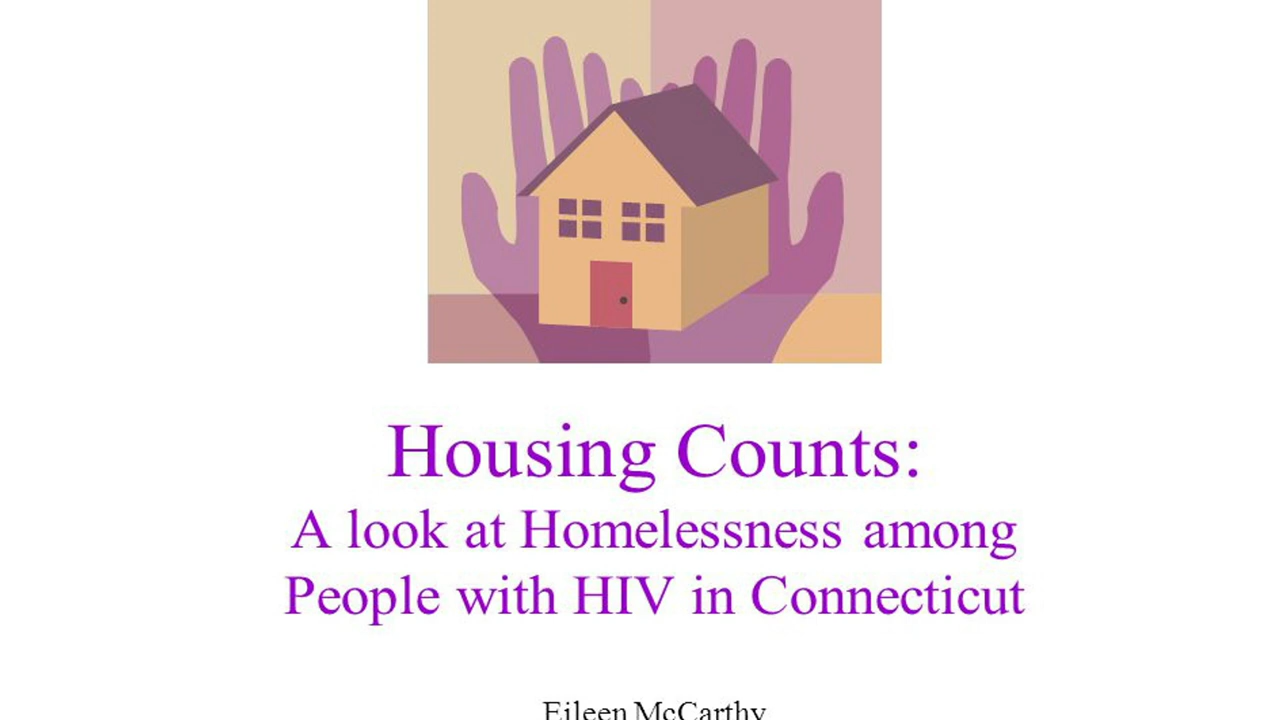 Housing Counts:
A look at Homelessness among
People with HIV in Connecticut
Eileen McCarthy